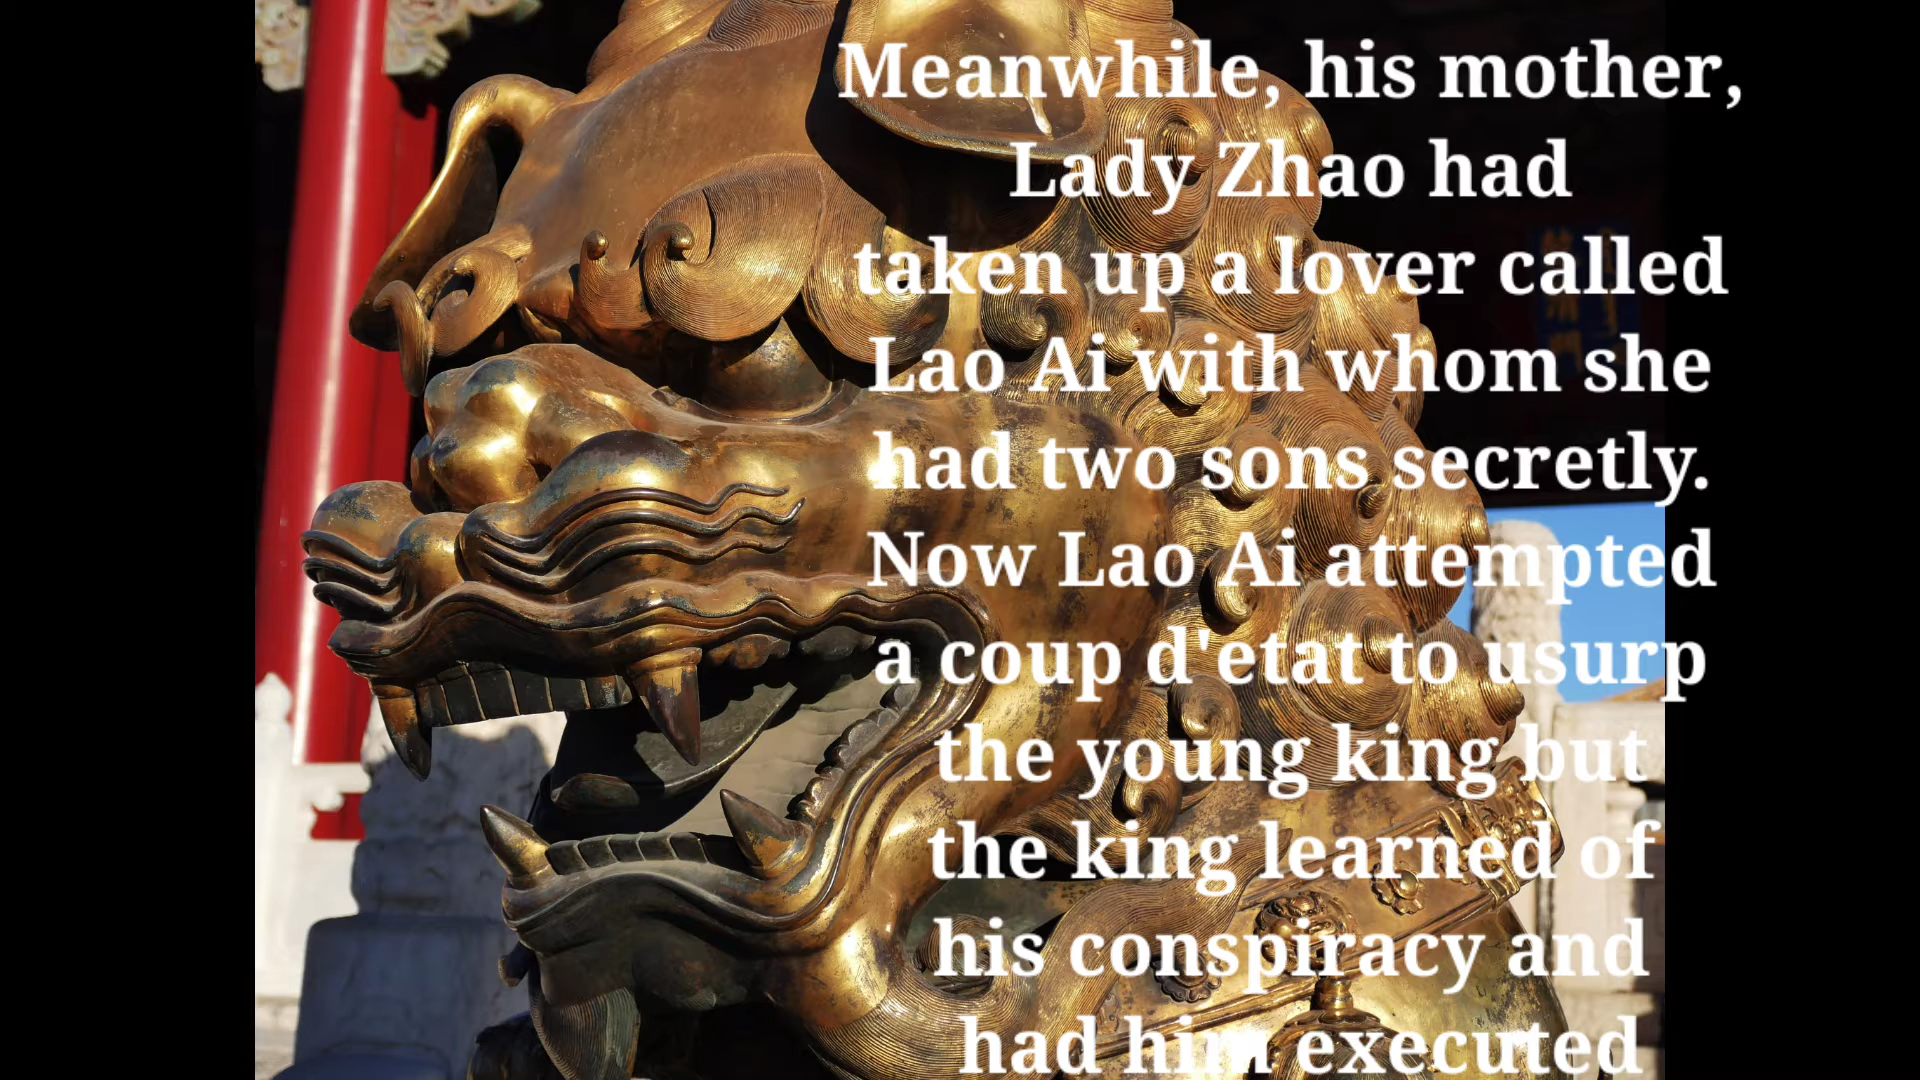 Meanwhile, his mother,
Lady Zhao had
taken up a lover called
Lao Ai with whom she
had two sons secretly.
Now Lao Ai attempted
a coup d'etat to usurp
the young king but
the king learned of
his conspiracy and
had him executed